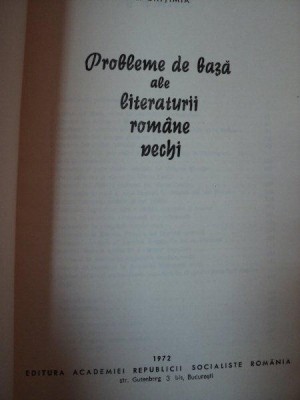 Probleme de bază
ale
literaturii
române
vechi
1972
EDITURA ACADEMIEI REPUBLICII SOCIALISTE ROMÂNIA
str. Gutenberg 3 bis, București